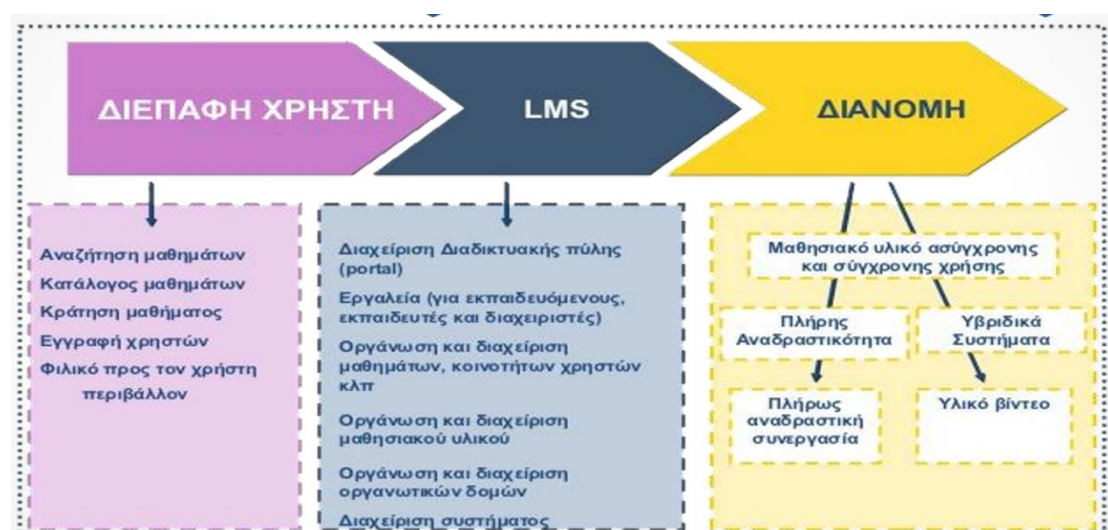 ΔΙΕΠΑΦΗ ΧΡΗΣΤΗ
LMS
ΔΙΑΝΟΜΗ
Αναζήτηση μαθημάτων
Κατάλογος μαθημάτων
Κράτηση μαθήματος
Εγγραφή χρηστών
Φιλικό προς τον χρήστη
περιβάλλον
Διαχείριση Διαδικτυακής πύλης
(portal)
Εργαλεία (για εκπαιδευόμενους,
εκπαιδευτές και διαχειριστές)
Οργάνωση και διαχείριση
μαθημάτων, κοινοτήτων χρηστών
κλπ
Οργάνωση και διαχείριση
μαθησιακού υλικού
Οργάνωση και διαχείριση
οργανωτικών δομών
Διαχείριση συστήματος
Μαθησιακό υλικό ασύγχρονης
και σύγχρονης χρήσης
Πλήρης
Αναδραστικότητα
Υβριδικά
Συστήματα
Πλήρως
αναδραστική
συνεργασία
Υλικό βίντεο